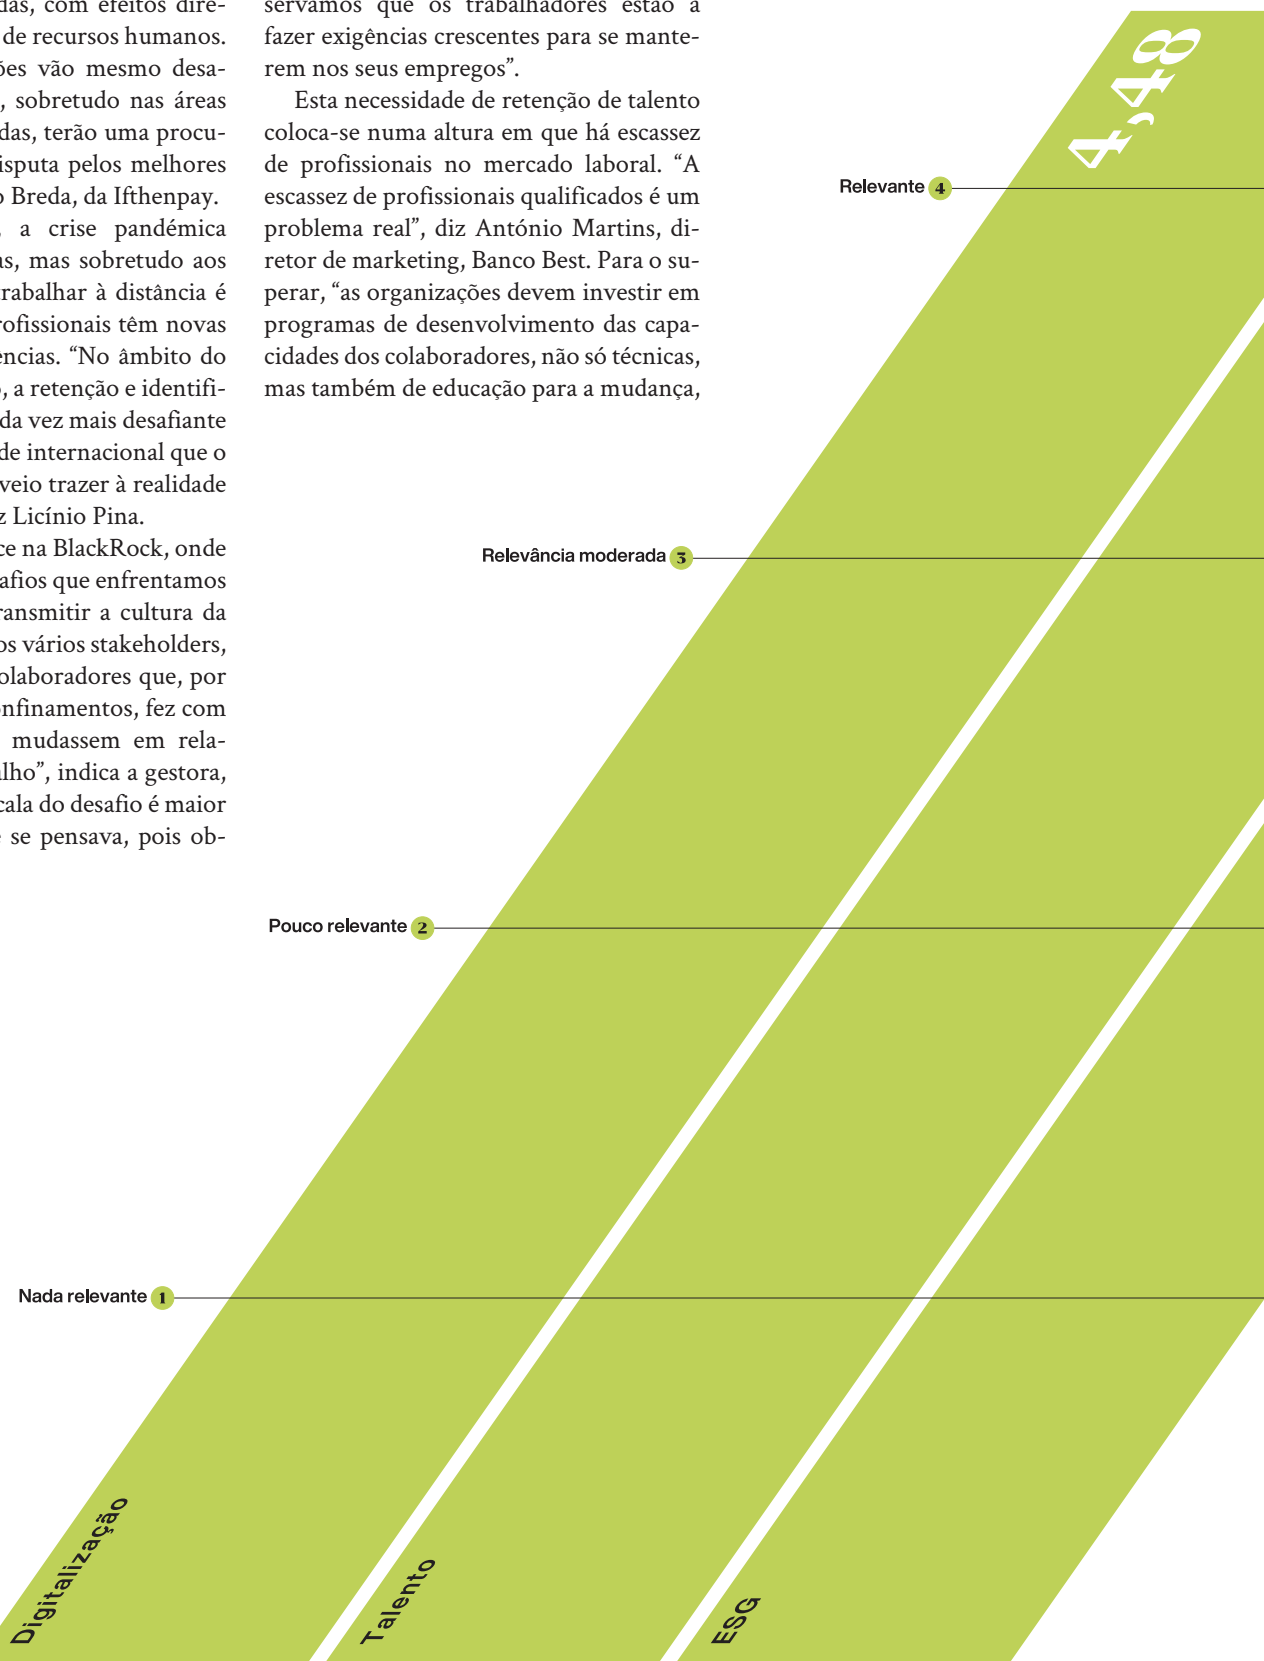 das, com efeitos dire-
de recursos humanos.
ões vão mesmo desa-
, sobretudo nas áreas
das, terão uma procu-
isputa pelos melhores
o Breda, da Ifthenpay.
a crise pandémica
as, mas sobretudo aos
rabalhar à distância é
rofissionais têm novas
encias. “No âmbito do
o, a retenção e identifi-
da vez mais desafiante
de internacional que o
veio trazer à realidade
z Licínio Pina.
ce na BlackRock, onde
afios que enfrentamos
ransmitir a cultura da
os vários stakeholders,
olaboradores que, por
onfinamentos, fez com
mudassem em rela-
lho”, indica a gestora,
cala do desafio é maior
e se pensava, pois ob-
servamos que os trabalhadores estão a
fazer exigências crescentes para se mante-
rem nos seus empregos”.
Esta necessidade de retenção de talento
coloca-se numa altura em que há escassez
de profissionais no mercado laboral. “A
escassez de profissionais qualificados é um
problema real”, diz António Martins, di-
retor de marketing, Banco Best. Para o su-
perar, “as organizações devem investir em
programas de desenvolvimento das capa-
cidades dos colaboradores, não só técnicas,
mas também de educação para a mudança,
4,48
Relevante 4
Relevância moderada 3
Pouco relevante 2
Nada relevante 1
Digitalização
Talento
ESG